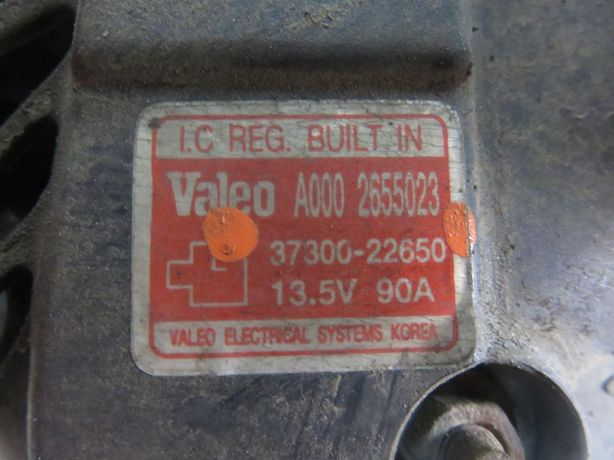 I.C REG. BUILT IN
Valeo A000 2655023
37300-22650
13.5V 90A
VALEO ELECTRICAL SYSTEMS KOREA